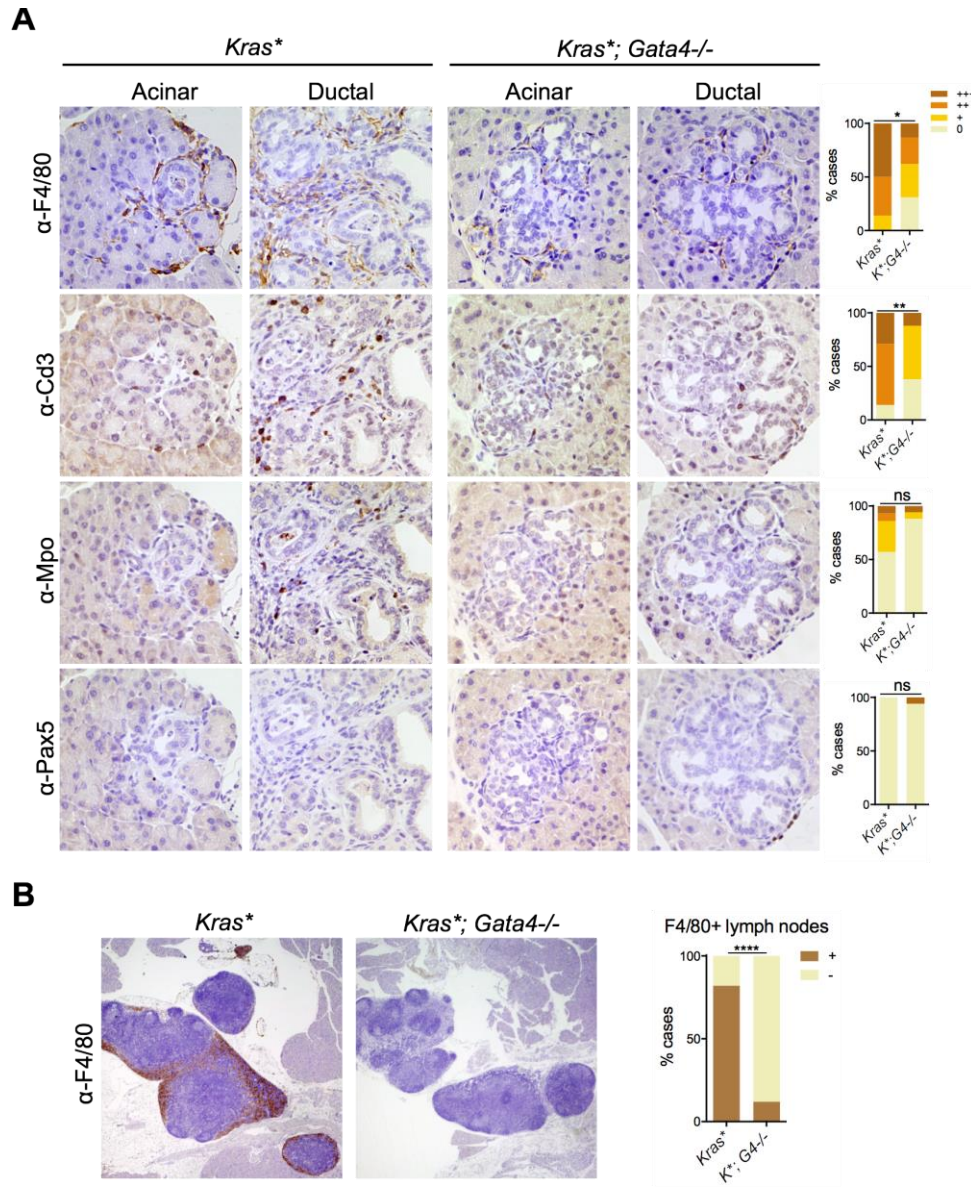 A
Kras*
Kras*; Gata4-/-
Acinar
Ductal
Acinar
Ductal
α-F4/80
α-Cd3
α-Mpo
α-Pax5
++
++
+
0
*
100
50
0
% cases
Kras*
K*;G4-/-
**
100
50
0
% cases
Kras*
K*;G4-/-
ns
100
50
0
% cases
Kras*
K*;G4-/-
ns
100
50
0
% cases
Kras*
K*;G4-/-
B
Kras*
Kras*; Gata4-/-
α-F4/80
F4/80+ lymph nodes
****
+
-
100
50
0
% cases
Kras*
K*; G4-/-